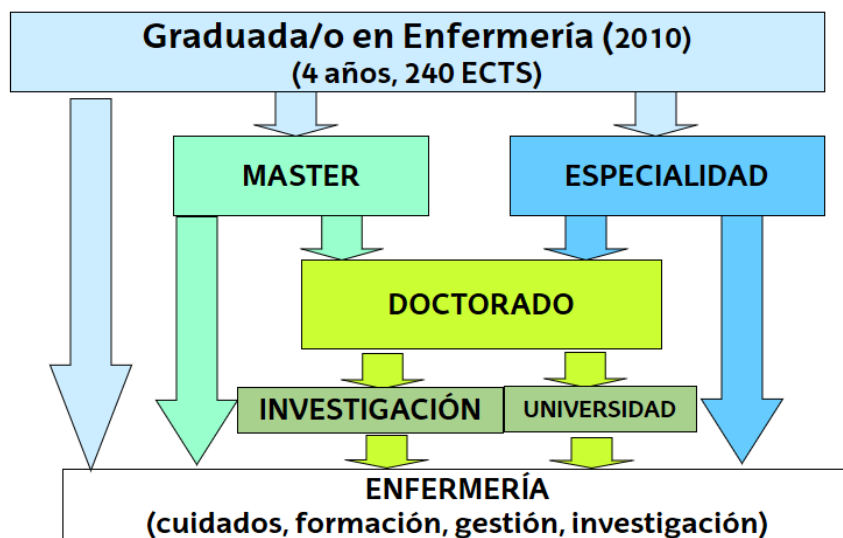 Graduada/o en Enfermería (2010)
(4 años, 240 ECTS)
MASTER
ESPECIALIDAD
DOCTORADO
INVESTIGACIÓN
UNIVERSIDAD
ENFERMERÍA
(cuidados, formación, gestión, investigación)